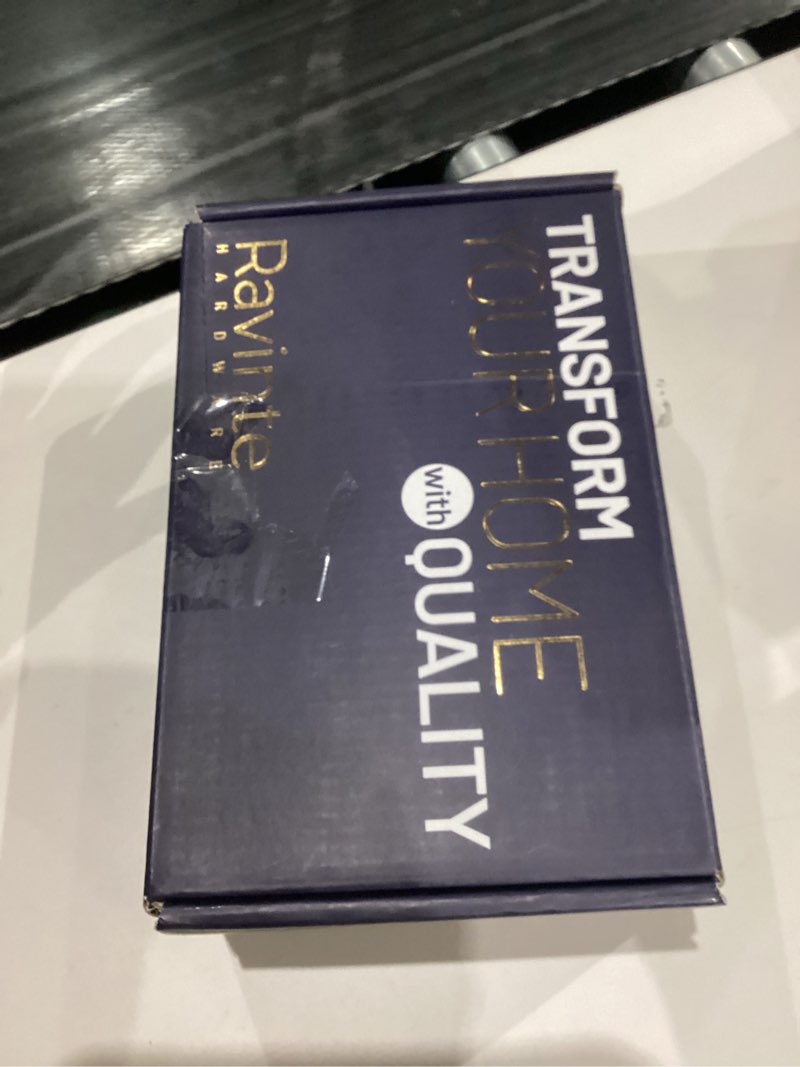 TRANSFORM
YOUR HOME
with QUALITY
Ravinte
HARDWARE